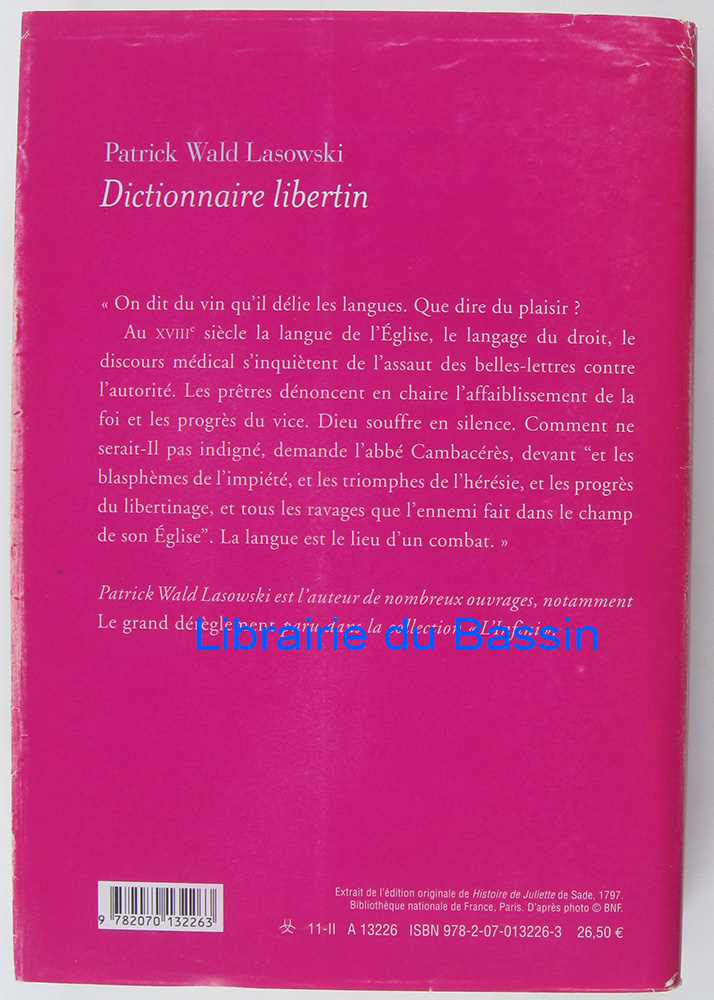 Patrick Wald Lasowski
Dictionnaire libertin
« On dit du vin qu'il délie les langues. Que dire du plaisir ?
Au XVIIIe siècle la langue de l'Église, le langage du droit, le
discours médical s'inquiètent de l'assaut des belles-lettres contre
l'autorité. Les prêtres dénoncent en chaire l'affaiblissement de la
foi et les progrès du vice. Dieu souffre en silence. Comment ne
serait-Il pas indigné, demande l'abbé Cambacérès, devant “et les
blasphèmes de l'impiété, et les triomphes de l'hérésie, et les progrès
du libertinage, et tous les ravages que l'ennemi fait dans le champ
de son Église”. La langue est le lieu d'un combat. »
Patrick Wald Lasowski est l'auteur de nombreux ouvrages, notamment
Le grand dérèglement paru dans la collection « L'Infini ».
Librairie du Bassin
9 782070 132263
Extrait de l'édition originale de Histoire de Juliette de Sade, 1797.
Bibliothèque nationale de France, Paris. D'après photo © BNF.
11-II A 13226 ISBN 978-2-07-013226-3 26,50 €